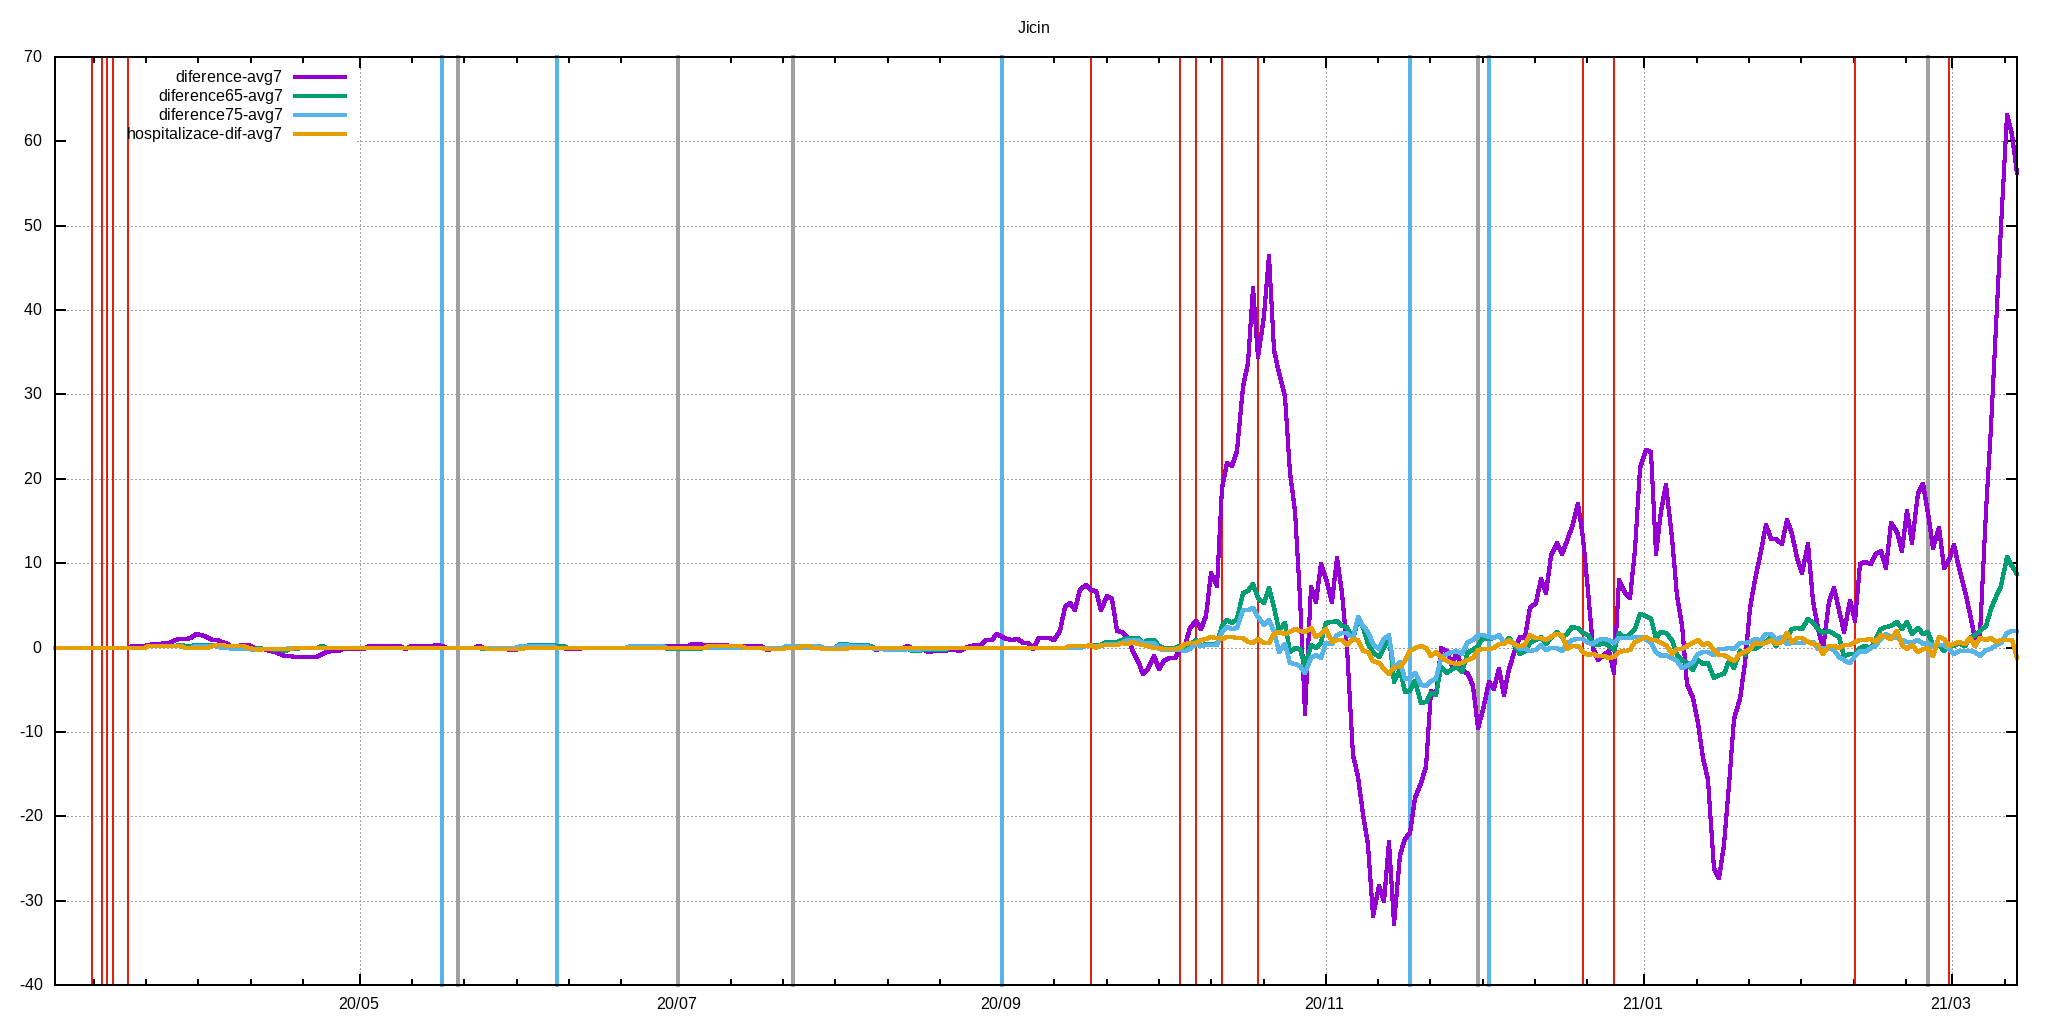 Jicin
diference-avg7
diference65-avg7
diference75-avg7
hospitalizace-dif-avg7
70
60
50
40
30
20
10
0
-10
-20
-30
-40
20/05 20/07 20/09 20/11 21/01 21/03